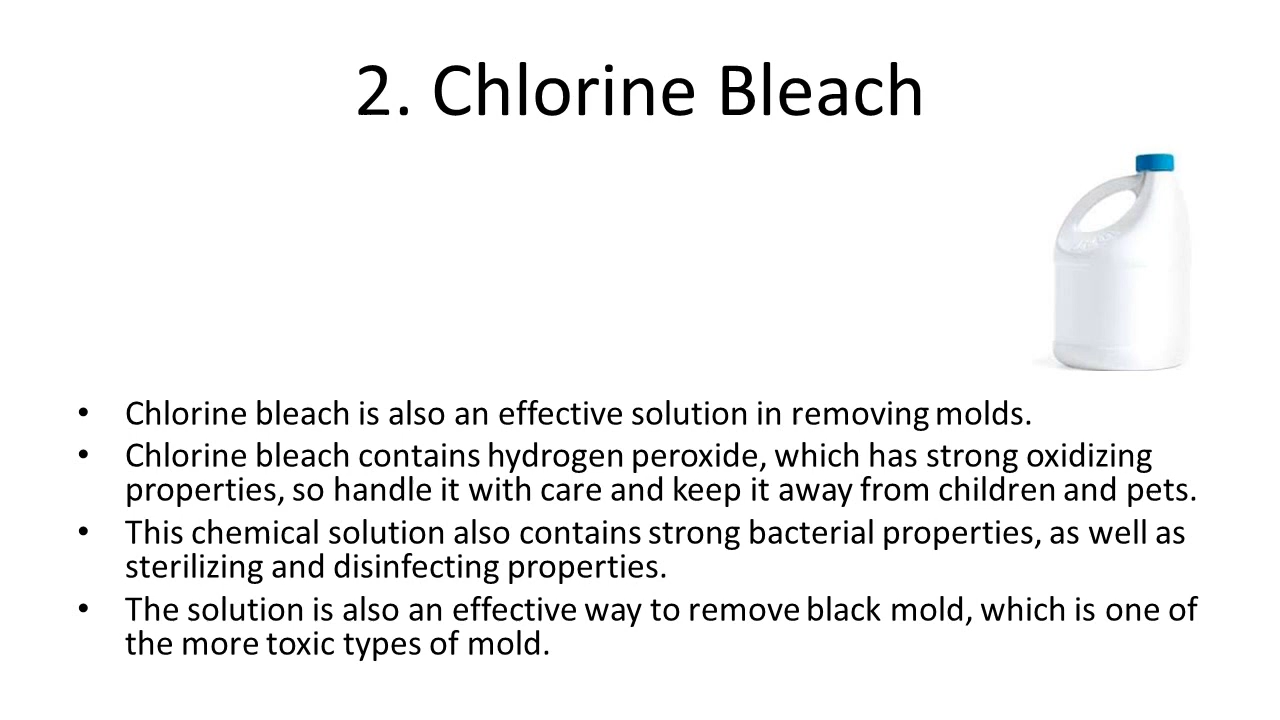 2. Chlorine Bleach
• Chlorine bleach is also an effective solution in removing molds.
• Chlorine bleach contains hydrogen peroxide, which has strong oxidizing
properties, so handle it with care and keep it away from children and pets.
• This chemical solution also contains strong bacterial properties, as well as
sterilizing and disinfecting properties.
• The solution is also an effective way to remove black mold, which is one of
the more toxic types of mold.